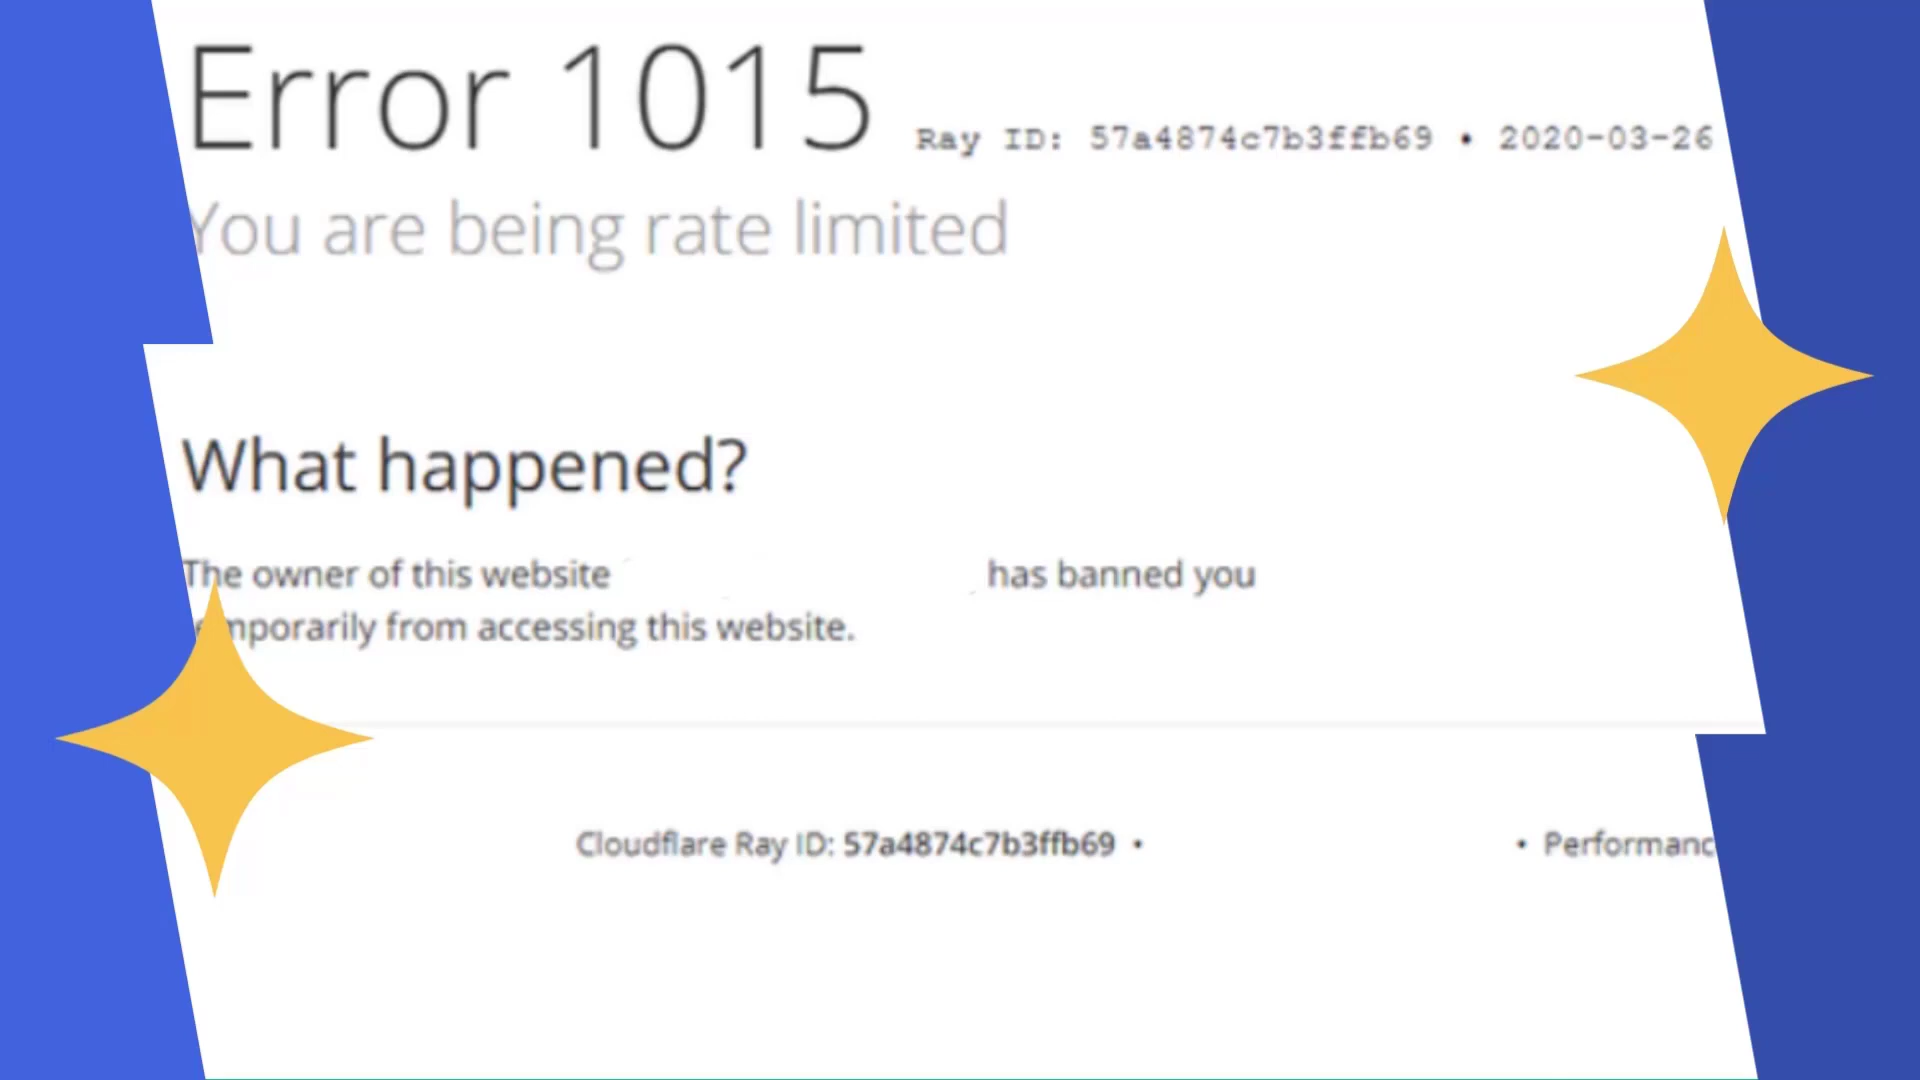 Error 1015 Ray ID: 57a4874c7b3ffb69 • 2020-03-26
You are being rate limited
What happened?
The owner of this website has banned you
temporarily from accessing this website.
Cloudflare Ray ID: 57a4874c7b3ffb69 • • Performanc